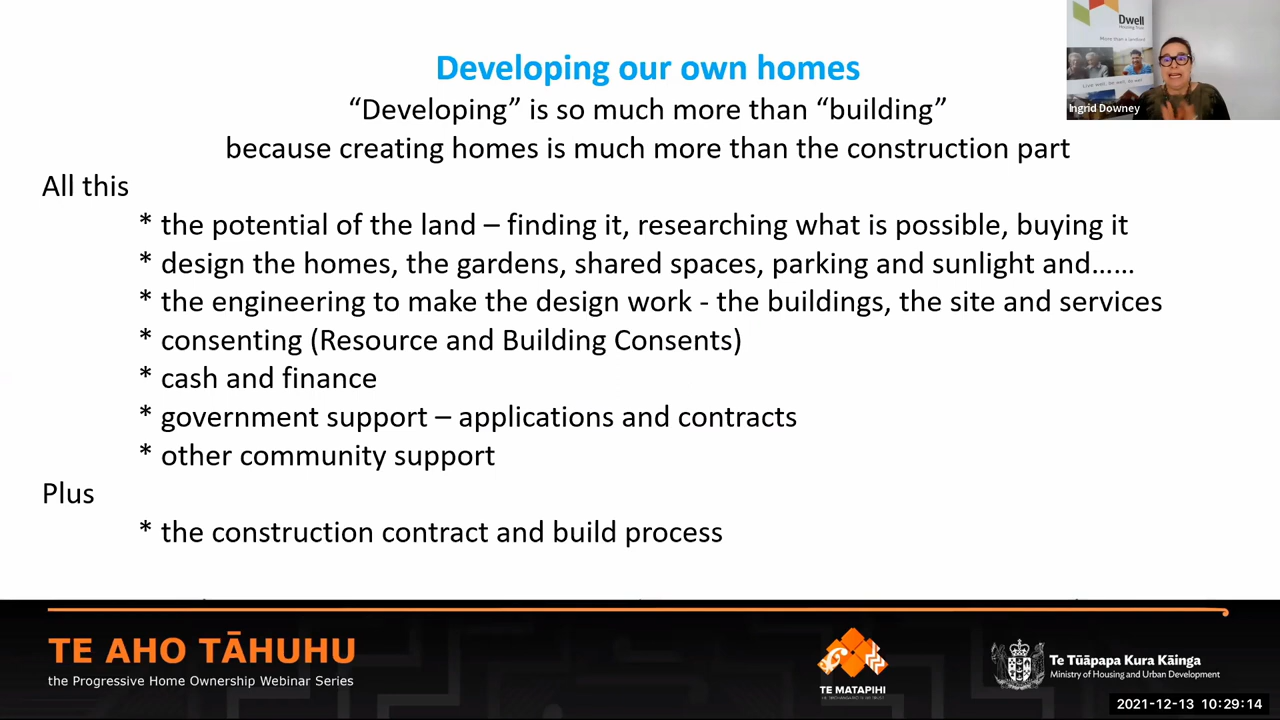 Developing our own homes
“Developing” is so much more than “building”
because creating homes is much more than the construction part
All this
* the potential of the land – finding it, researching what is possible, buying it
* design the homes, the gardens, shared spaces, parking and sunlight and......
* the engineering to make the design work - the buildings, the site and services
* consenting (Resource and Building Consents)
* cash and finance
* government support – applications and contracts
* other community support
Plus
* the construction contract and build process
Dwell
Housing Trust
More than a landlord
Ingrid Downey
TE AHO TĀHUHU
the Progressive Home Ownership Webinar Series
TE MATAPIHI
Te Tūāpapa Kura Kāinga
Ministry of Housing and Urban Development
2021-12-13 10:29:14